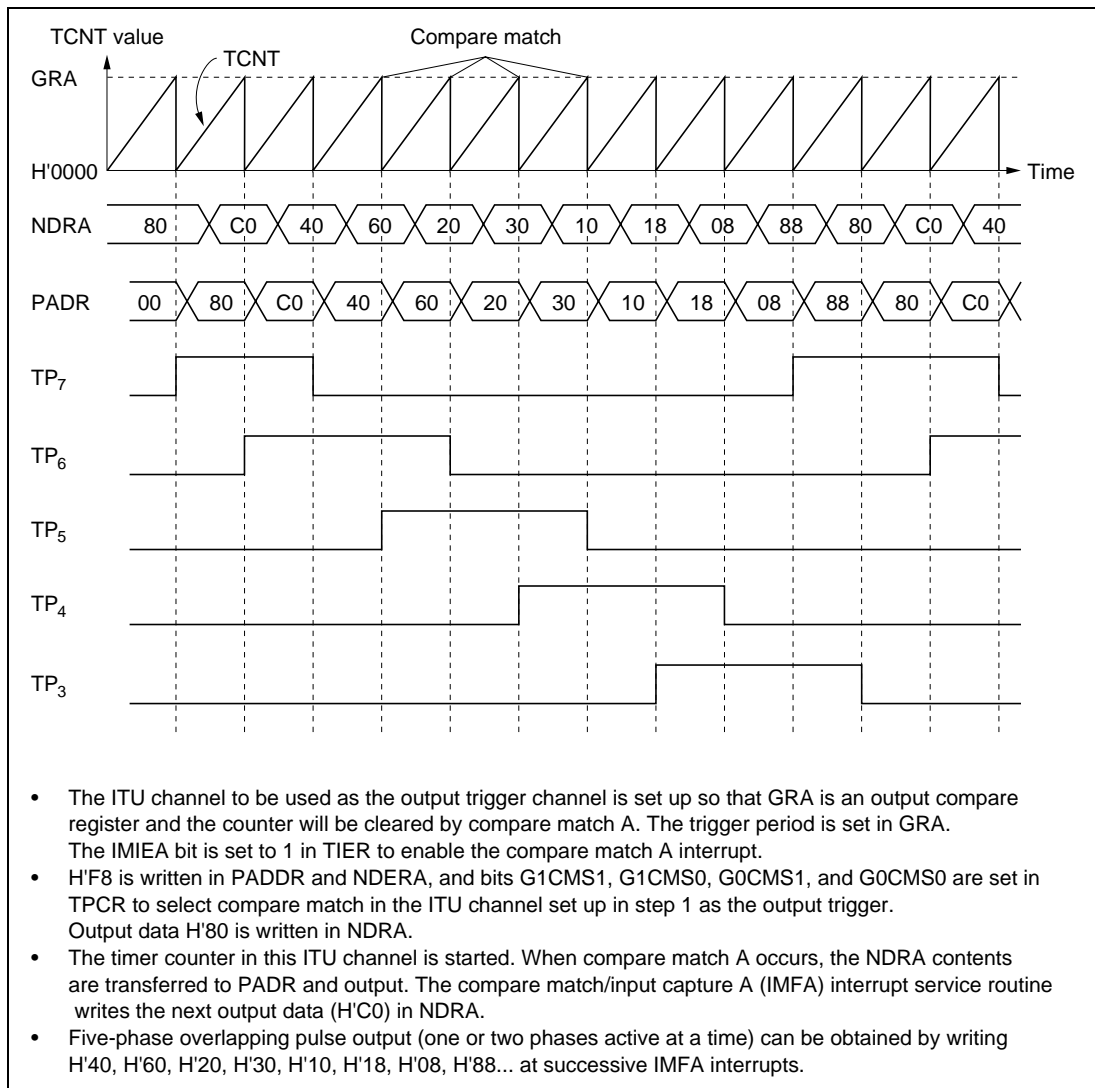 TCNT value
Compare match
TCNT
GRA
H'0000
Time
NDRA 80 C0 40 60 20 30 10 18 08 88 80 C0 40
PADR 00 80 C0 40 60 20 30 10 18 08 88 80 C0
TP7
TP6
TP5
TP4
TP3
• The ITU channel to be used as the output trigger channel is set up so that GRA is an output compare
register and the counter will be cleared by compare match A. The trigger period is set in GRA.
The IMIEA bit is set to 1 in TIER to enable the compare match A interrupt.
• H'F8 is written in PADDR and NDERA, and bits G1CMS1, G1CMS0, G0CMS1, and G0CMS0 are set in
TPCR to select compare match in the ITU channel set up in step 1 as the output trigger.
Output data H'80 is written in NDRA.
• The timer counter in this ITU channel is started. When compare match A occurs, the NDRA contents
are transferred to PADR and output. The compare match/input capture A (IMFA) interrupt service routine
writes the next output data (H'C0) in NDRA.
• Five-phase overlapping pulse output (one or two phases active at a time) can be obtained by writing
H'40, H'60, H'20, H'30, H'10, H'18, H'08, H'88... at successive IMFA interrupts.